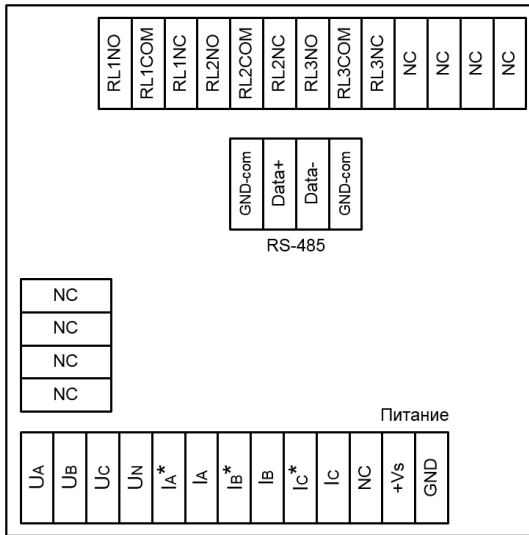 RL1NO RL1COM RL1NC RL2NO RL2COM RL2NC RL3NO RL3COM RL3NC NC NC NC NC
GND-com Data+ Data- GND-com
RS-485
NC
NC
NC
NC
Питание
UA UB UC UN IA* IA IB* IB IC* IC NC +Vs GND